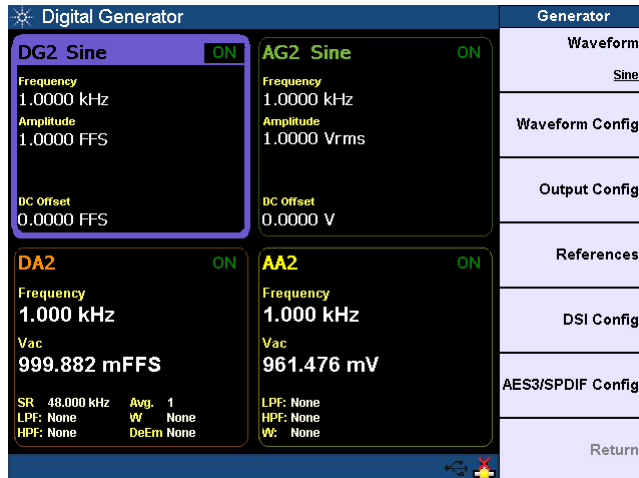 Digital Generator
DG2 Sine ON
Frequency
1.0000 kHz
Amplitude
1.0000 FFS
DC Offset
0.0000 FFS
AG2 Sine ON
Frequency
1.0000 kHz
Amplitude
1.0000 Vrms
DC Offset
0.0000 V
DA2 ON
Frequency
1.000 kHz
Vac
999.882 mFFS
SR 48.000 kHz Avg. 1
LPF: None W None
HPF: None DeEm None
AA2 ON
Frequency
1.000 kHz
Vac
961.476 mV
LPF: None
HPF: None
W: None
Generator
Waveform
Sine
Waveform Config
Output Config
References
DSI Config
AES3/SPDIF Config
Return